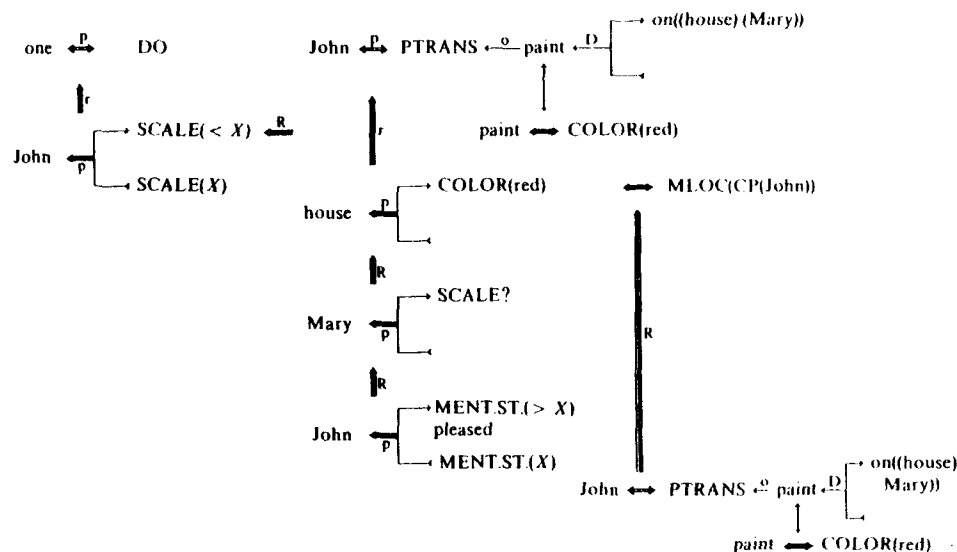 on((house) (Mary))
one p DO John p PTRANS o paint D
r
SCALE(< X) R r paint COLOR(red)
John p
SCALE(X) COLOR(red) MLOC(CP(John))
house p
R
SCALE?
Mary p R
R
MENT.ST.(> X)
John p pleased
MENT.ST.(X) on((house)
John PTRANS o paint D Mary))
paint COLOR(red)